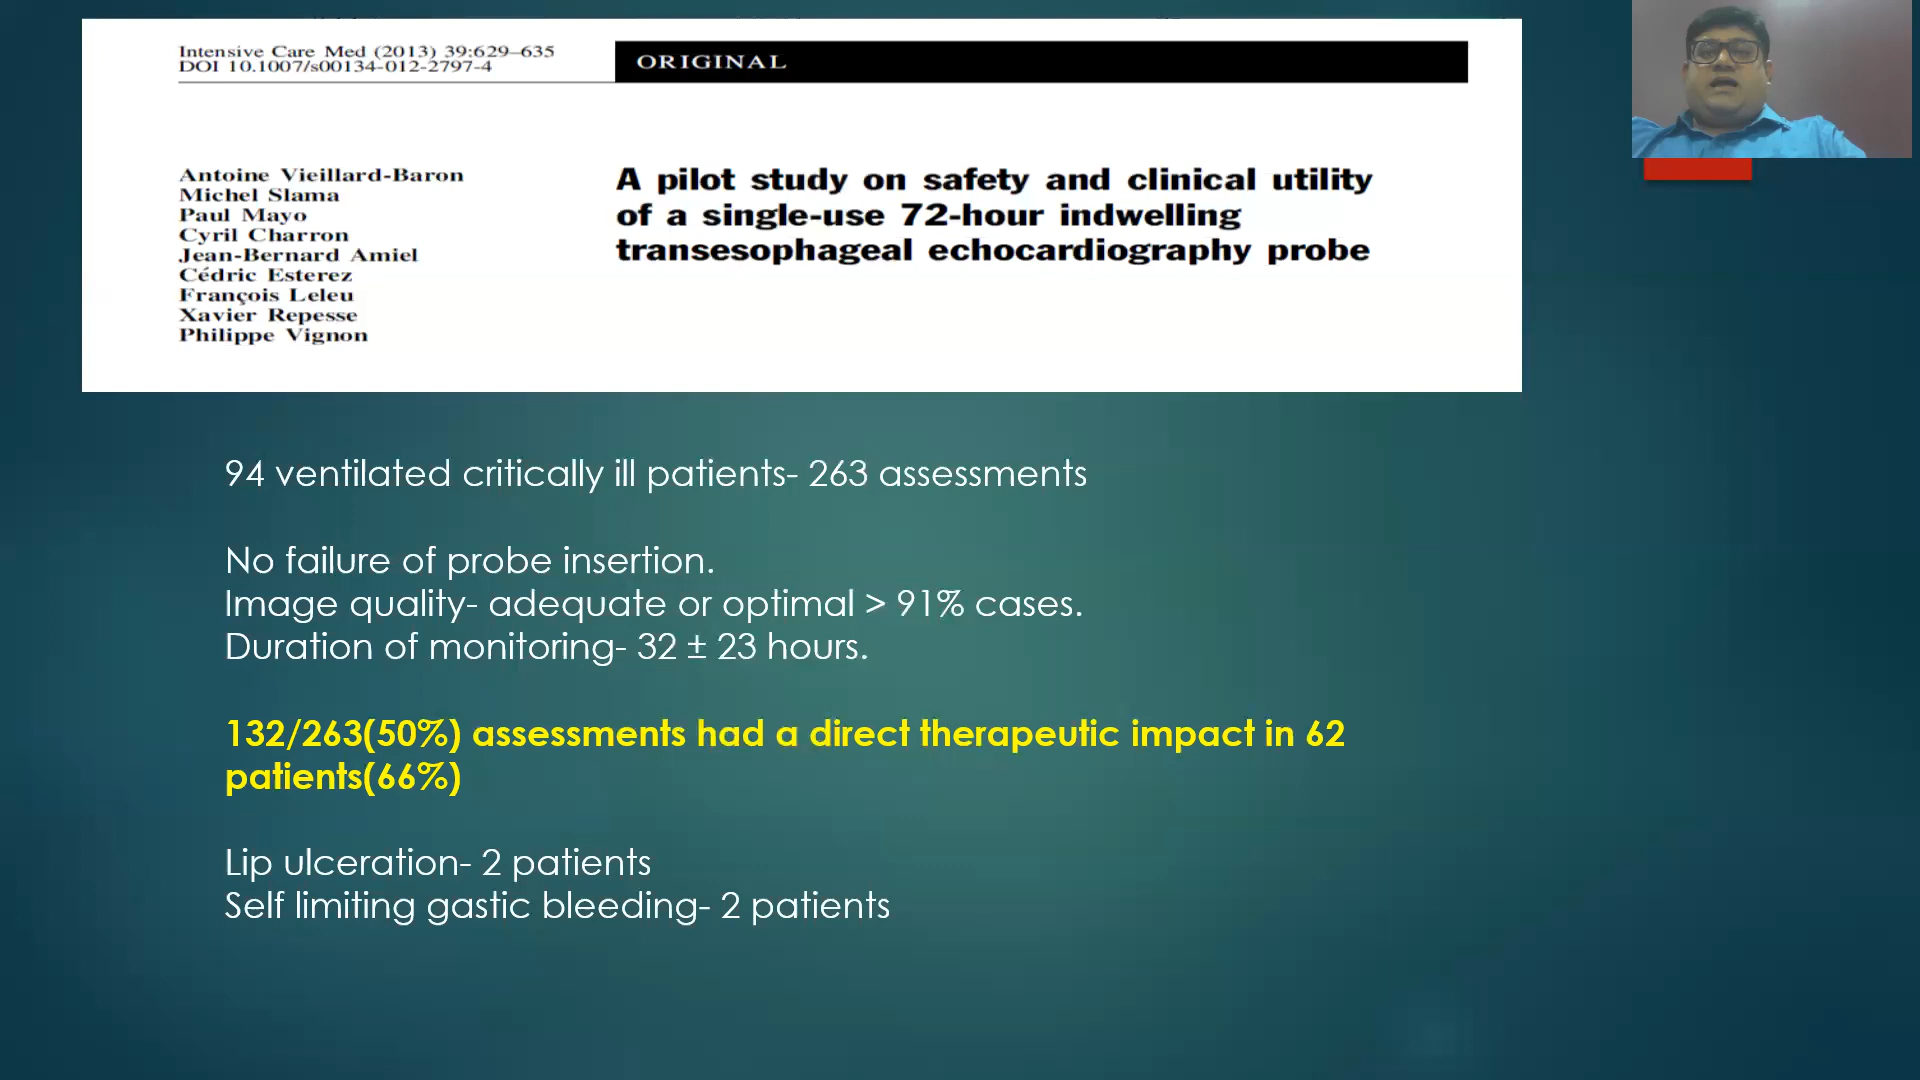 Intensive Care Med (2013) 39:629–635
DOI 10.1007/s00134-012-2797-4
ORIGINAL
Antoine Vieillard-Baron
Michel Slama
Paul Mayo
Cyril Charron
Jean-Bernard Amiel
Cédric Esterez
François Leleu
Xavier Repesse
Philippe Vignon
A pilot study on safety and clinical utility
of a single-use 72-hour indwelling
transesophageal echocardiography probe
94 ventilated critically ill patients- 263 assessments
No failure of probe insertion.
Image quality- adequate or optimal > 91% cases.
Duration of monitoring- 32 ± 23 hours.
132/263(50%) assessments had a direct therapeutic impact in 62
patients(66%)
Lip ulceration- 2 patients
Self limiting gastic bleeding- 2 patients